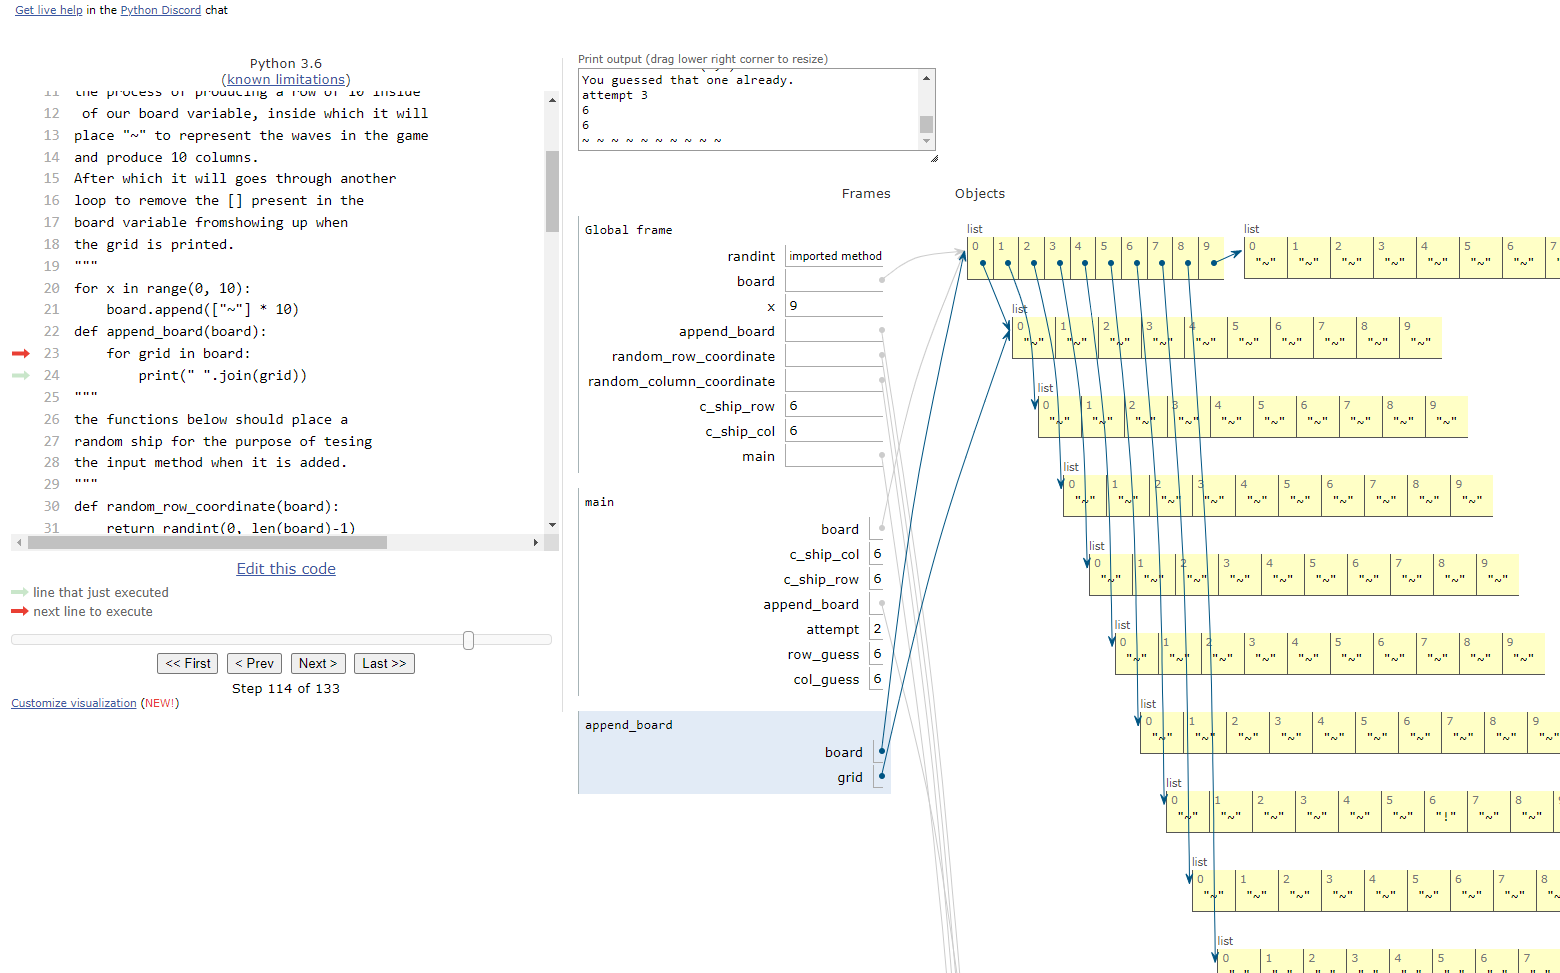 Get live help in the Python Discord chat
Python 3.6
(known limitations)
11 the process of producing a row of 10 inside
12 of our board variable, inside which it will
13 place "~" to represent the waves in the game
14 and produce 10 columns.
15 After which it will goes through another
16 loop to remove the [] present in the
17 board variable fromshowing up when
18 the grid is printed.
19 """
20 for x in range(0, 10):
21     board.append(["~"] * 10)
22 def append_board(board):
23     for grid in board:
24         print(" ".join(grid))
25 """
26 the functions below should place a
27 random ship for the purpose of tesing
28 the input method when it is added.
29 """
30 def random_row_coordinate(board):
31     return randint(0, len(board)-1)
Edit this code
line that just executed
next line to execute
<< First < Prev Next > Last >>
Step 114 of 133
Customize visualization (NEW!)
Print output (drag lower right corner to resize)
You guessed that one already.
attempt 3
6
6
~ ~ ~ ~ ~ ~ ~ ~ ~ ~
Frames Objects
Global frame
randint imported method
board
x 9
append_board
random_row_coordinate
random_column_coordinate
c_ship_row 6
c_ship_col 6
main
main
board
c_ship_col 6
c_ship_row 6
append_board
attempt 2
row_guess 6
col_guess 6
append_board
board
grid
list
0 1 2 3 4 5 6 7 8 9
list
0 1 2 3 4 5 6 7
"~" "~" "~" "~" "~" "~" "~"
list
0 1 2 3 4 5 6 7 8 9
"~" "~" "~" "~" "~" "~" "~" "~" "~" "~"
list
0 1 2 3 4 5 6 7 8 9
"~" "~" "~" "~" "~" "~" "~" "~" "~" "~"
list
0 1 2 3 4 5 6 7 8 9
"~" "~" "~" "~" "~" "~" "~" "~" "~" "~"
list
0 1 2 3 4 5 6 7 8 9
"~" "~" "~" "~" "~" "~" "~" "~" "~" "~"
list
0 1 2 3 4 5 6 7 8 9
"~" "~" "~" "~" "~" "~" "~" "~" "~" "~"
list
0 1 2 3 4 5 6 7 8 9
"~" "~" "~" "~" "~" "~" "~" "~" "~" "~"
list
0 1 2 3 4 5 6 7 8
"~" "~" "~" "~" "~" "~" "!" "~" "~"
list
0 1 2 3 4 5 6 7 8
"~" "~" "~" "~" "~" "~" "~" "~"
list
0 1 2 3 4 5 6 7